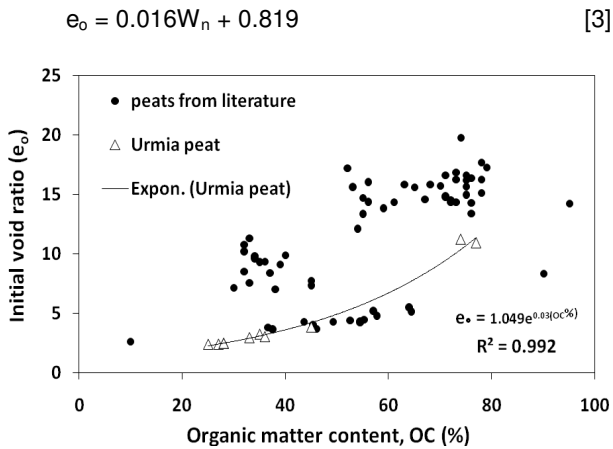 eₒ = 0.016Wₙ + 0.819 [3]
25
20
15
10
5
0
Initial void ratio (eₒ)
peats from literature
Urmia peat
Expon. (Urmia peat)
eₒ = 1.049e^0.03(OC%)
R² = 0.992
0 20 40 60 80 100
Organic matter content, OC (%)